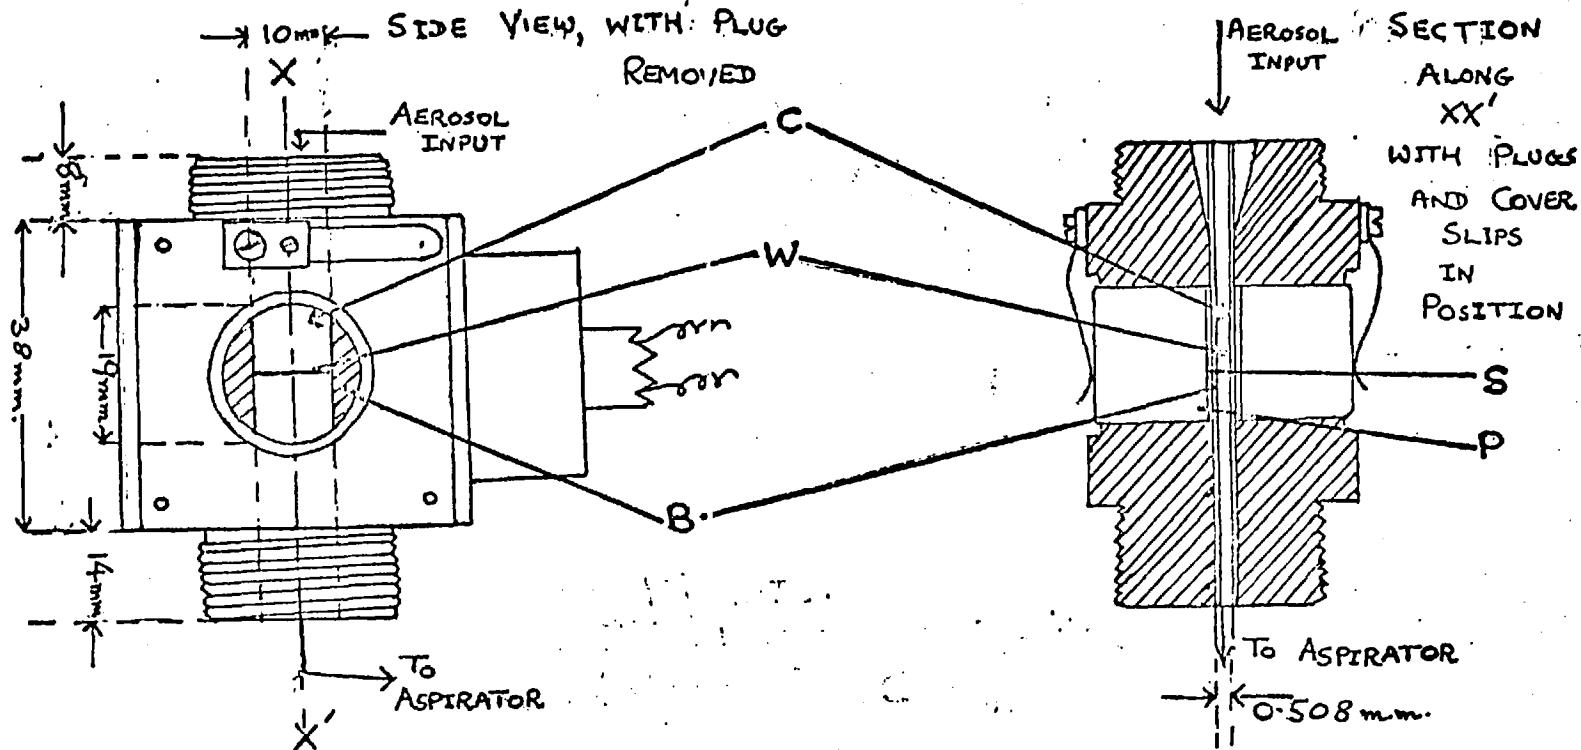 10mm
SIDE VIEW, WITH PLUG
REMOVED
X
AEROSOL
INPUT
8mm
38mm.
19mm
14mm
TO
ASPIRATOR
X'
C
W
B
AEROSOL
INPUT
SECTION
ALONG
XX'
WITH PLUGS
AND COVER
SLIPS
IN
POSITION
S
P
TO ASPIRATOR
0.508 m.m.